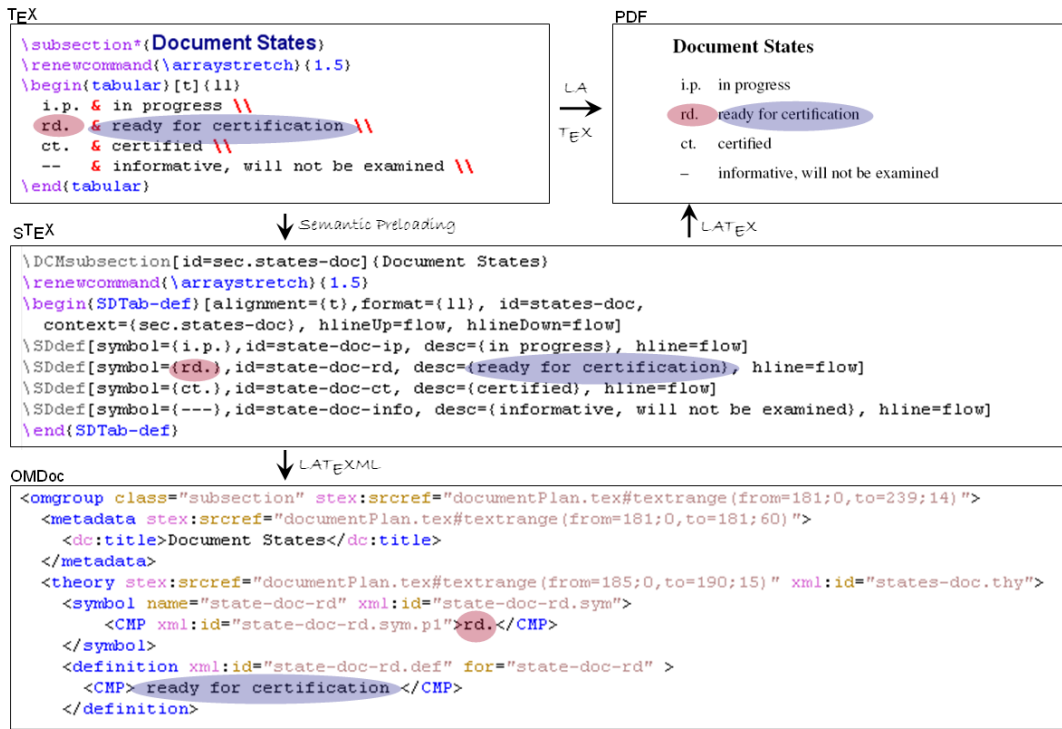 TEX
\subsection*{Document States}
\renewcommand{\arraystretch}{1.5}
\begin{tabular}[t]{ll}
i.p. & in progress \\
rd. & ready for certification \\
ct. & certified \\
-- & informative, will not be examined \\
\end{tabular}
LA
TEX
PDF
Document States
i.p. in progress
rd. ready for certification
ct. certified
– informative, will not be examined
Semantic Preloading
LATEX
STEX
\DCMsubsection[id=sec.states-doc]{Document States}
\renewcommand{\arraystretch}{1.5}
\begin{SDTab-def}[alignment={t},format={ll}, id=states-doc,
context={sec.states-doc}, hlineUp=flow, hlineDown=flow]
\SDdef[symbol={i.p.},id=state-doc-ip, desc={in progress}, hline=flow]
\SDdef[symbol={rd.},id=state-doc-rd, desc={ready for certification}, hline=flow]
\SDdef[symbol={ct.},id=state-doc-ct, desc={certified}, hline=flow]
\SDdef[symbol={---},id=state-doc-info, desc={informative, will not be examined}, hline=flow]
\end{SDTab-def}
LATEXML
OMDoc
<omgroup class="subsection" stex:srcref="documentPlan.tex#textrange(from=181;0,to=239;14)">
<metadata stex:srcref="documentPlan.tex#textrange(from=181;0,to=181;60)">
<dc:title>Document States</dc:title>
</metadata>
<theory stex:srcref="documentPlan.tex#textrange(from=185;0,to=190;15)" xml:id="states-doc.thy">
<symbol name="state-doc-rd" xml:id="state-doc-rd.sym">
<CMP xml:id="state-doc-rd.sym.p1">rd.</CMP>
</symbol>
<definition xml:id="state-doc-rd.def" for="state-doc-rd" >
<CMP> ready for certification </CMP>
</definition>